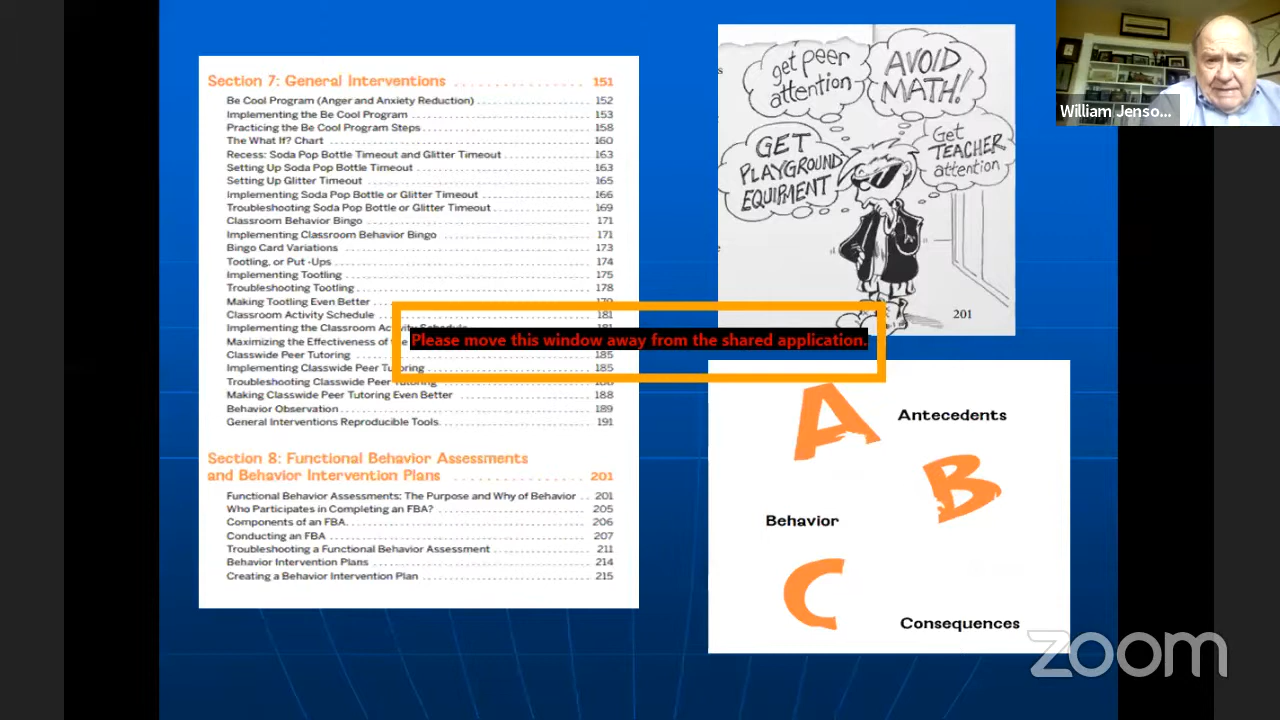 Section 7: General Interventions 151
Be Cool Program (Anger and Anxiety Reduction) 152
Implementing the Be Cool Program 153
Practicing the Be Cool Program Steps 158
The What If? Chart 160
Recess: Soda Pop Bottle Timeout and Glitter Timeout 163
Setting Up Soda Pop Bottle Timeout 163
Setting Up Glitter Timeout 165
Implementing Soda Pop Bottle or Glitter Timeout 166
Troubleshooting Soda Pop Bottle or Glitter Timeout 169
Classroom Behavior Bingo 171
Implementing Classroom Behavior Bingo 171
Bingo Card Variations 173
Tootling, or Put-Ups 174
Implementing Tootling 175
Troubleshooting Tootling 178
Making Tootling Even Better
Classroom Activity Schedule 181
Implementing the Classroom Activity Schedule
Maximizing the Effectiveness of
Classwide Peer Tutoring 185
Implementing Classwide Peer Tutoring 185
Troubleshooting Classwide Peer Tutoring
Making Classwide Peer Tutoring Even Better 188
Behavior Observation 189
General Interventions Reproducible Tools. 191
Section 8: Functional Behavior Assessments
and Behavior Intervention Plans 201
Functional Behavior Assessments: The Purpose and Why of Behavior 201
Who Participates in Completing an FBA? 205
Components of an FBA. 206
Conducting an FBA 207
Troubleshooting a Functional Behavior Assessment 211
Behavior Intervention Plans 214
Creating a Behavior Intervention Plan 215
Please move this window away from the shared application.
get peer
attention
AVOID
MATH!
GET
PLAYGROUND
EQUIPMENT
Get
TEACHER
attention
201
A
Antecedents
B
Behavior
C
Consequences
William Jenso...
zoom